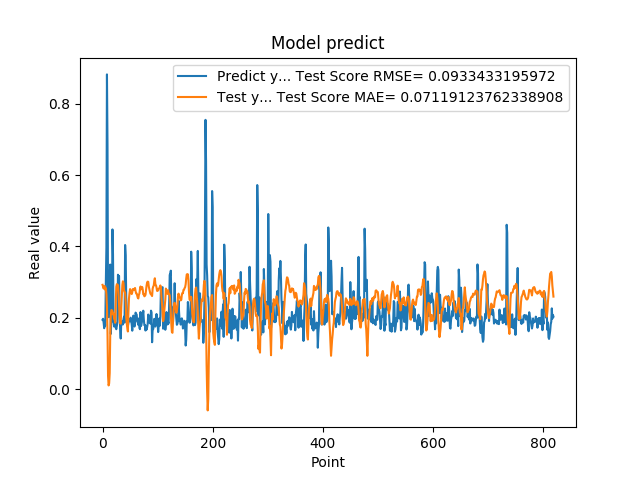 Model predict
Predict y... Test Score RMSE= 0.0933433195972
Test y... Test Score MAE= 0.07119123762338908
Real value
0.8
0.6
0.4
0.2
0.0
0 200 400 600 800
Point